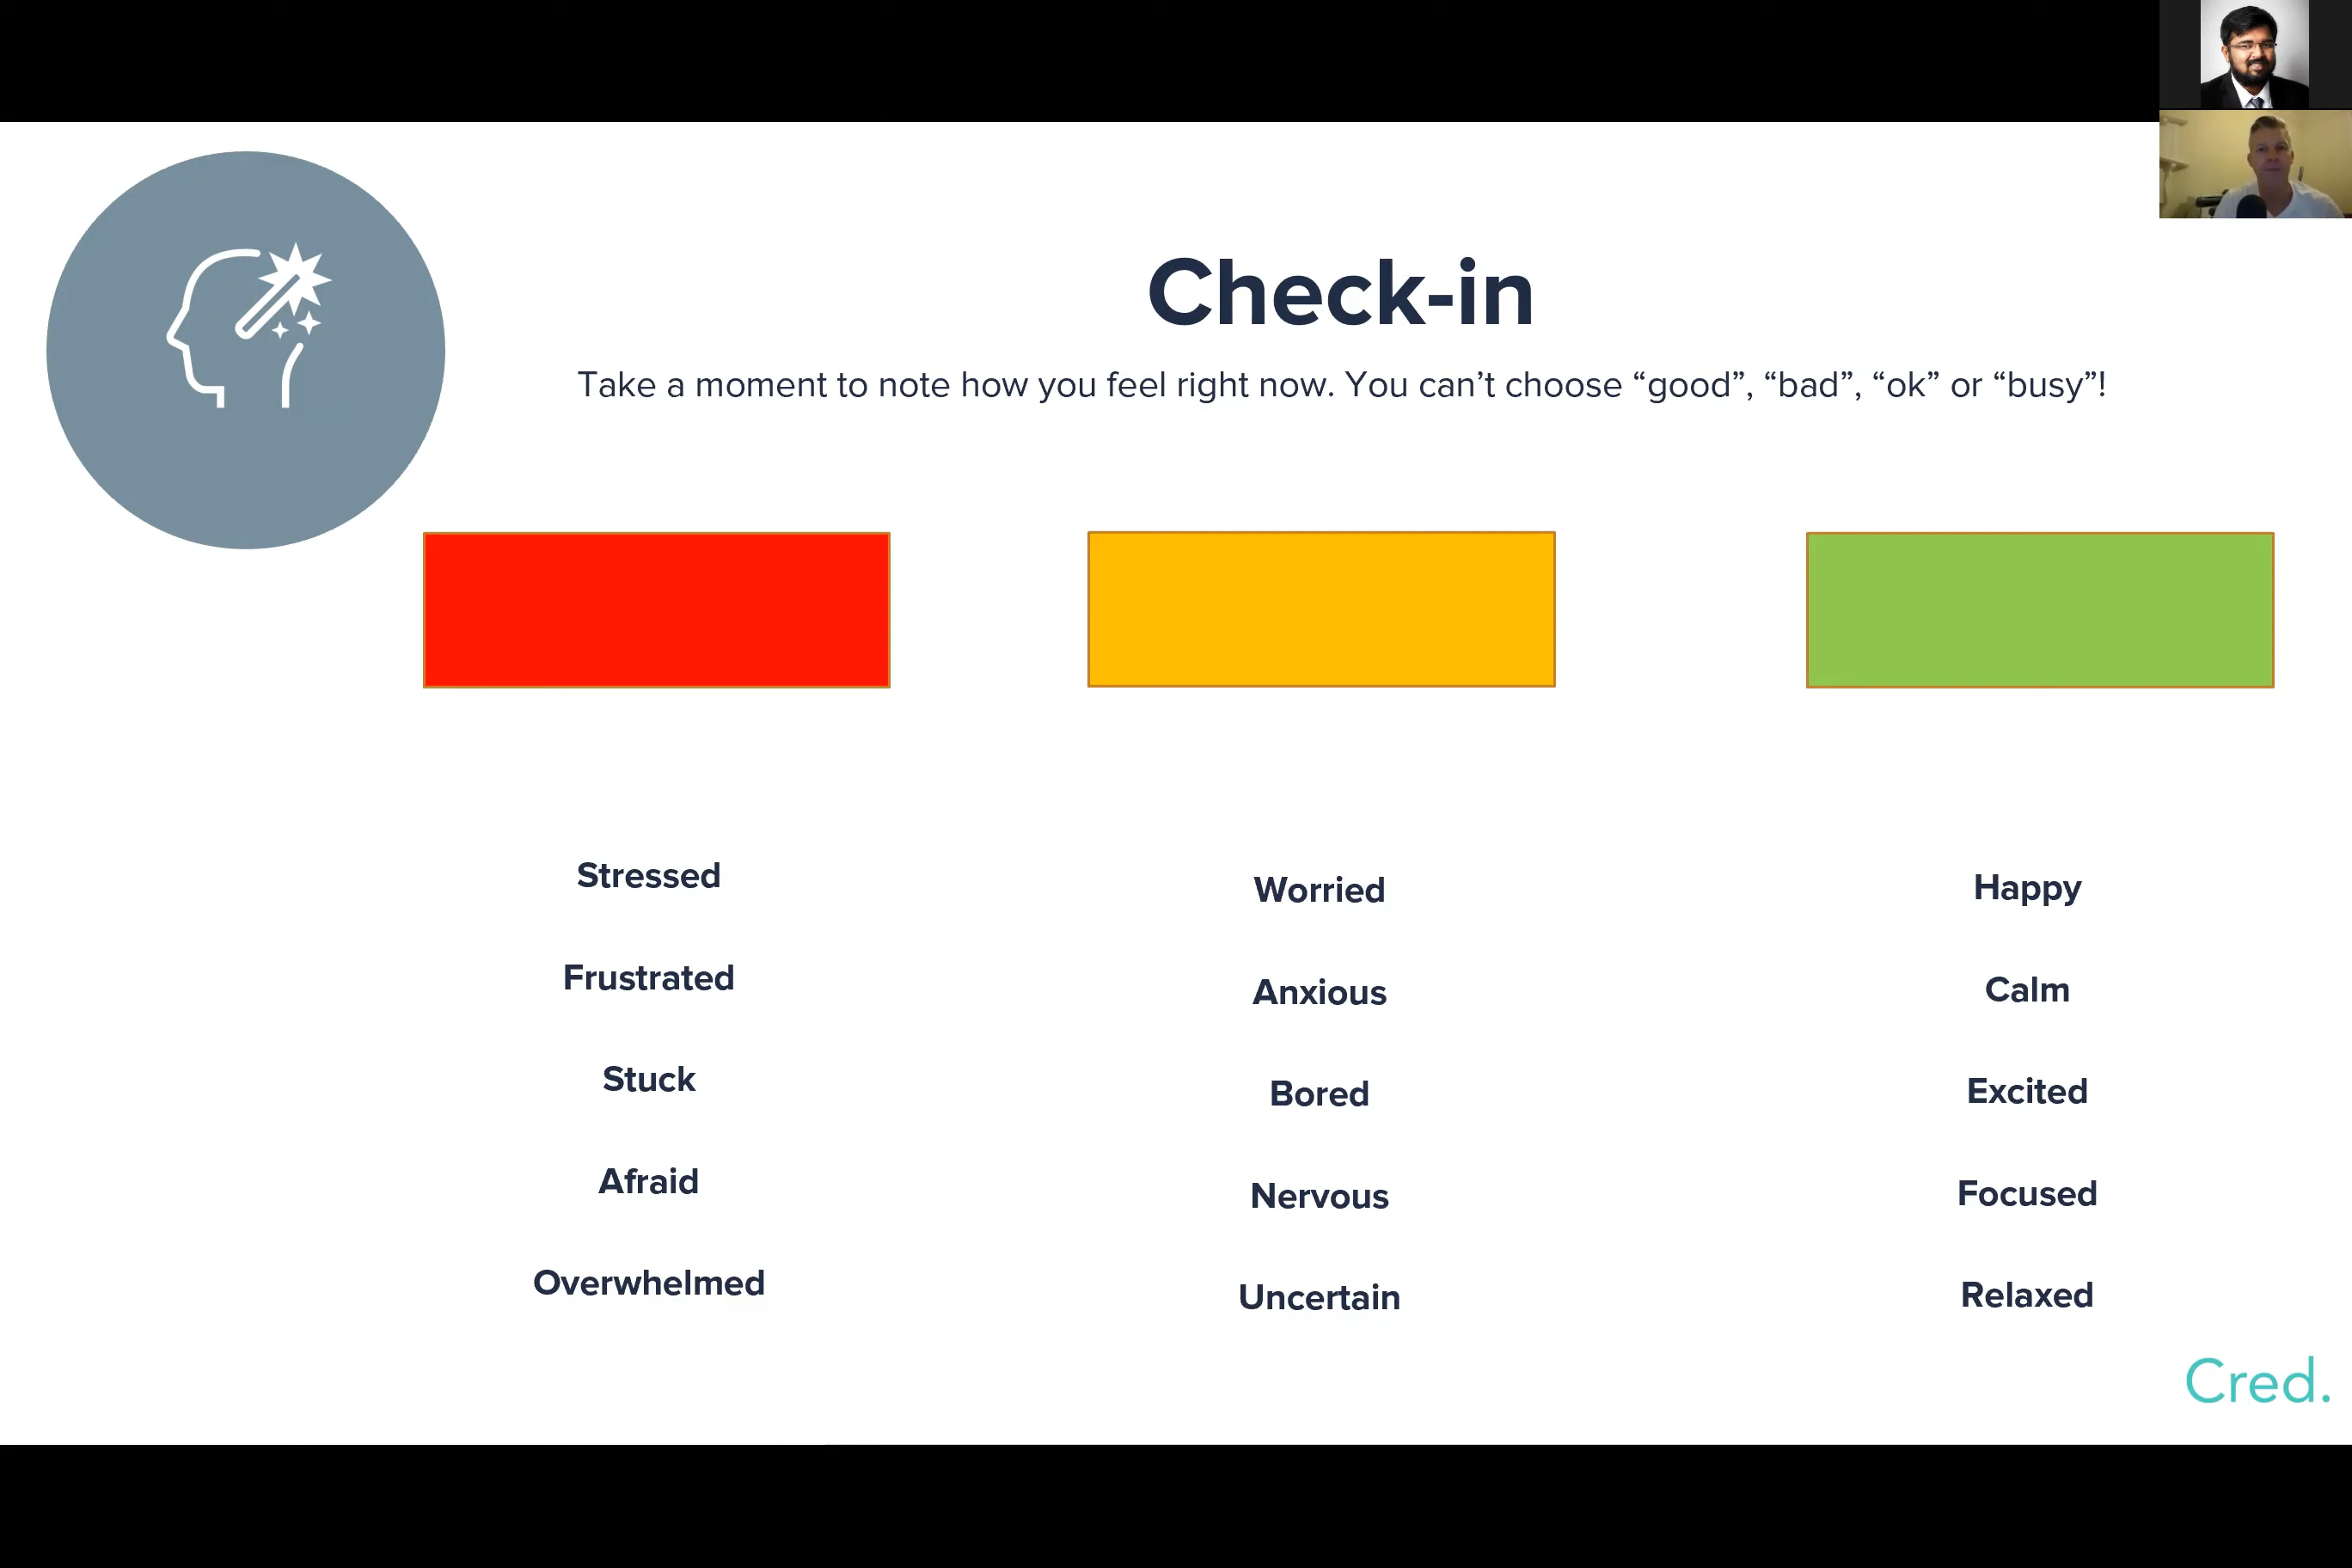 Check-in
Take a moment to note how you feel right now. You can’t choose “good”, “bad”, “ok” or “busy”!
Stressed
Frustrated
Stuck
Afraid
Overwhelmed
Worried
Anxious
Bored
Nervous
Uncertain
Happy
Calm
Excited
Focused
Relaxed
Cred.